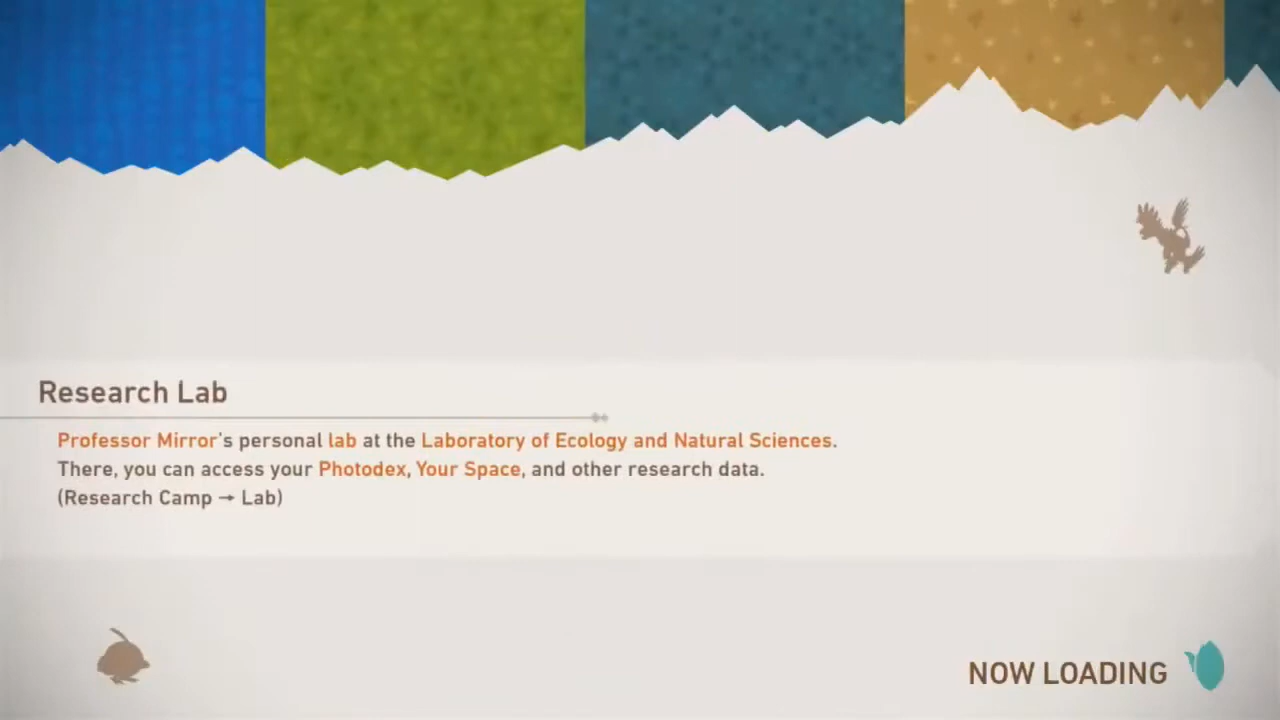 Research Lab
Professor Mirror's personal lab at the Laboratory of Ecology and Natural Sciences.
There, you can access your Photodex, Your Space, and other research data.
(Research Camp → Lab)
NOW LOADING